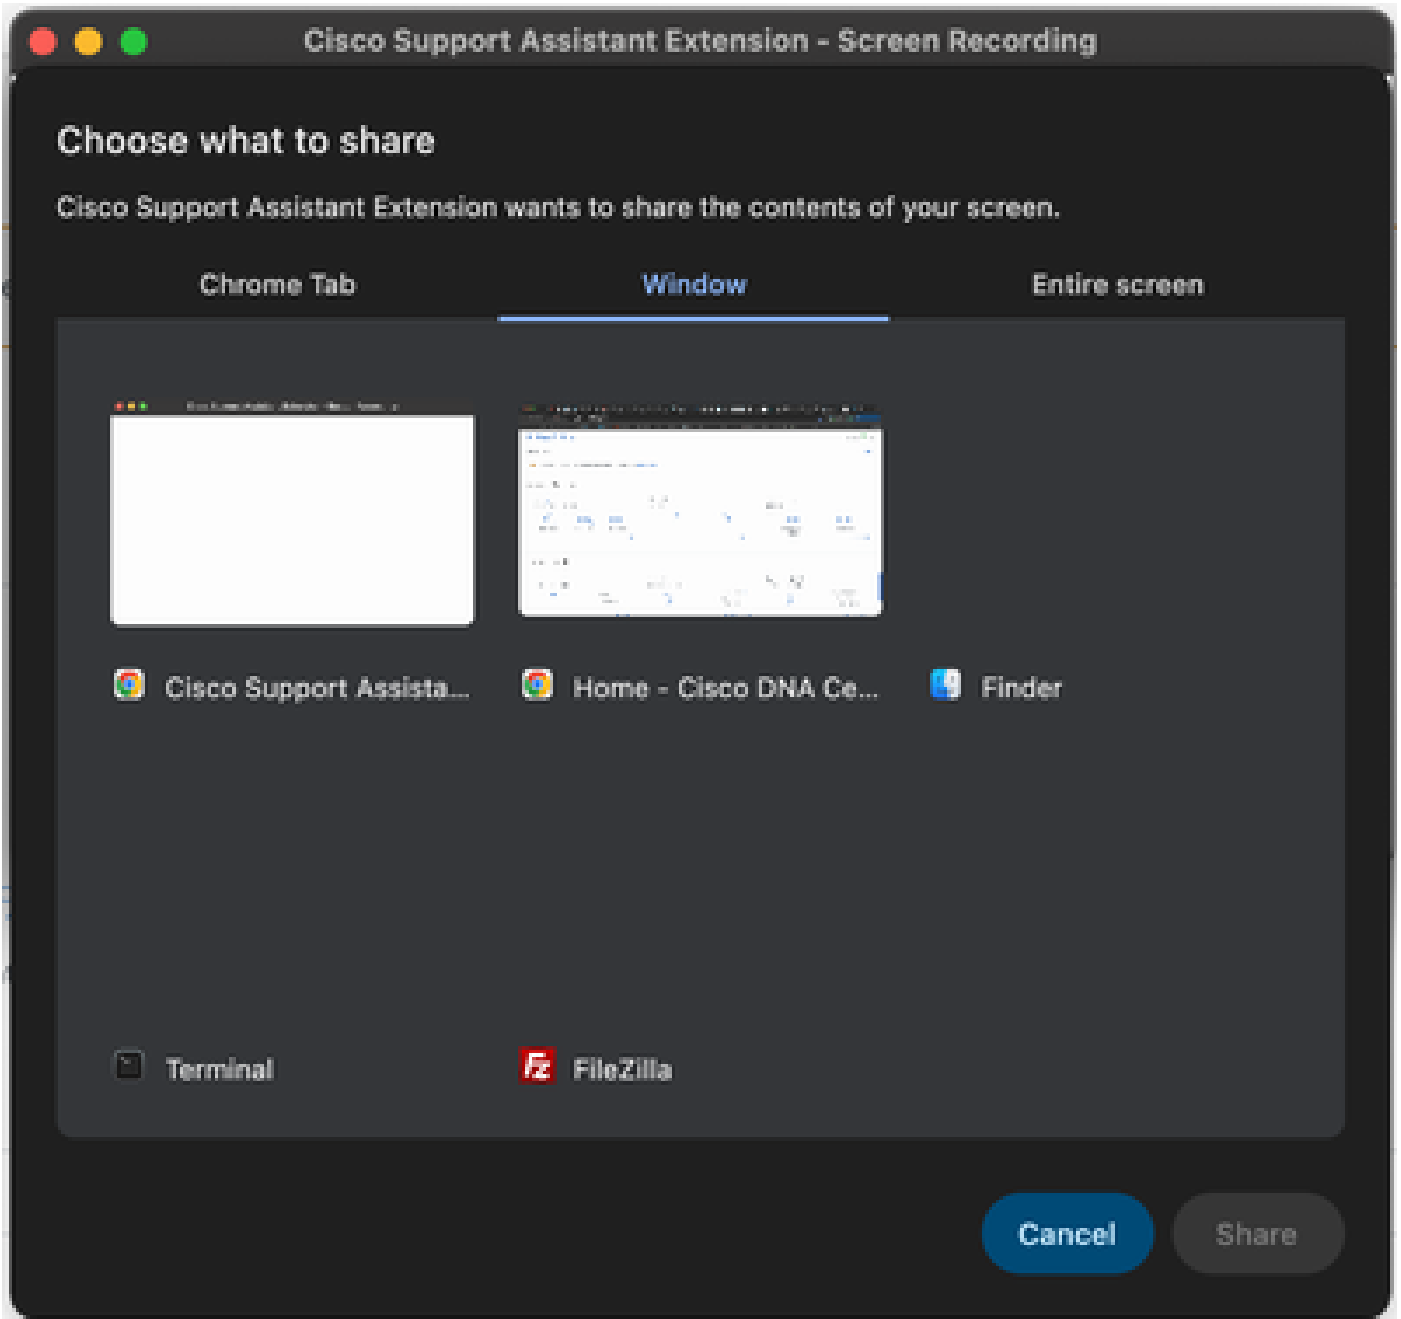 Cisco Support Assistant Extension - Screen Recording
Choose what to share
Cisco Support Assistant Extension wants to share the contents of your screen.
Chrome Tab
Window
Entire screen
Cisco Support Assista...
Home - Cisco DNA Ce...
Finder
Terminal
Fz
FileZilla
Cancel
Share